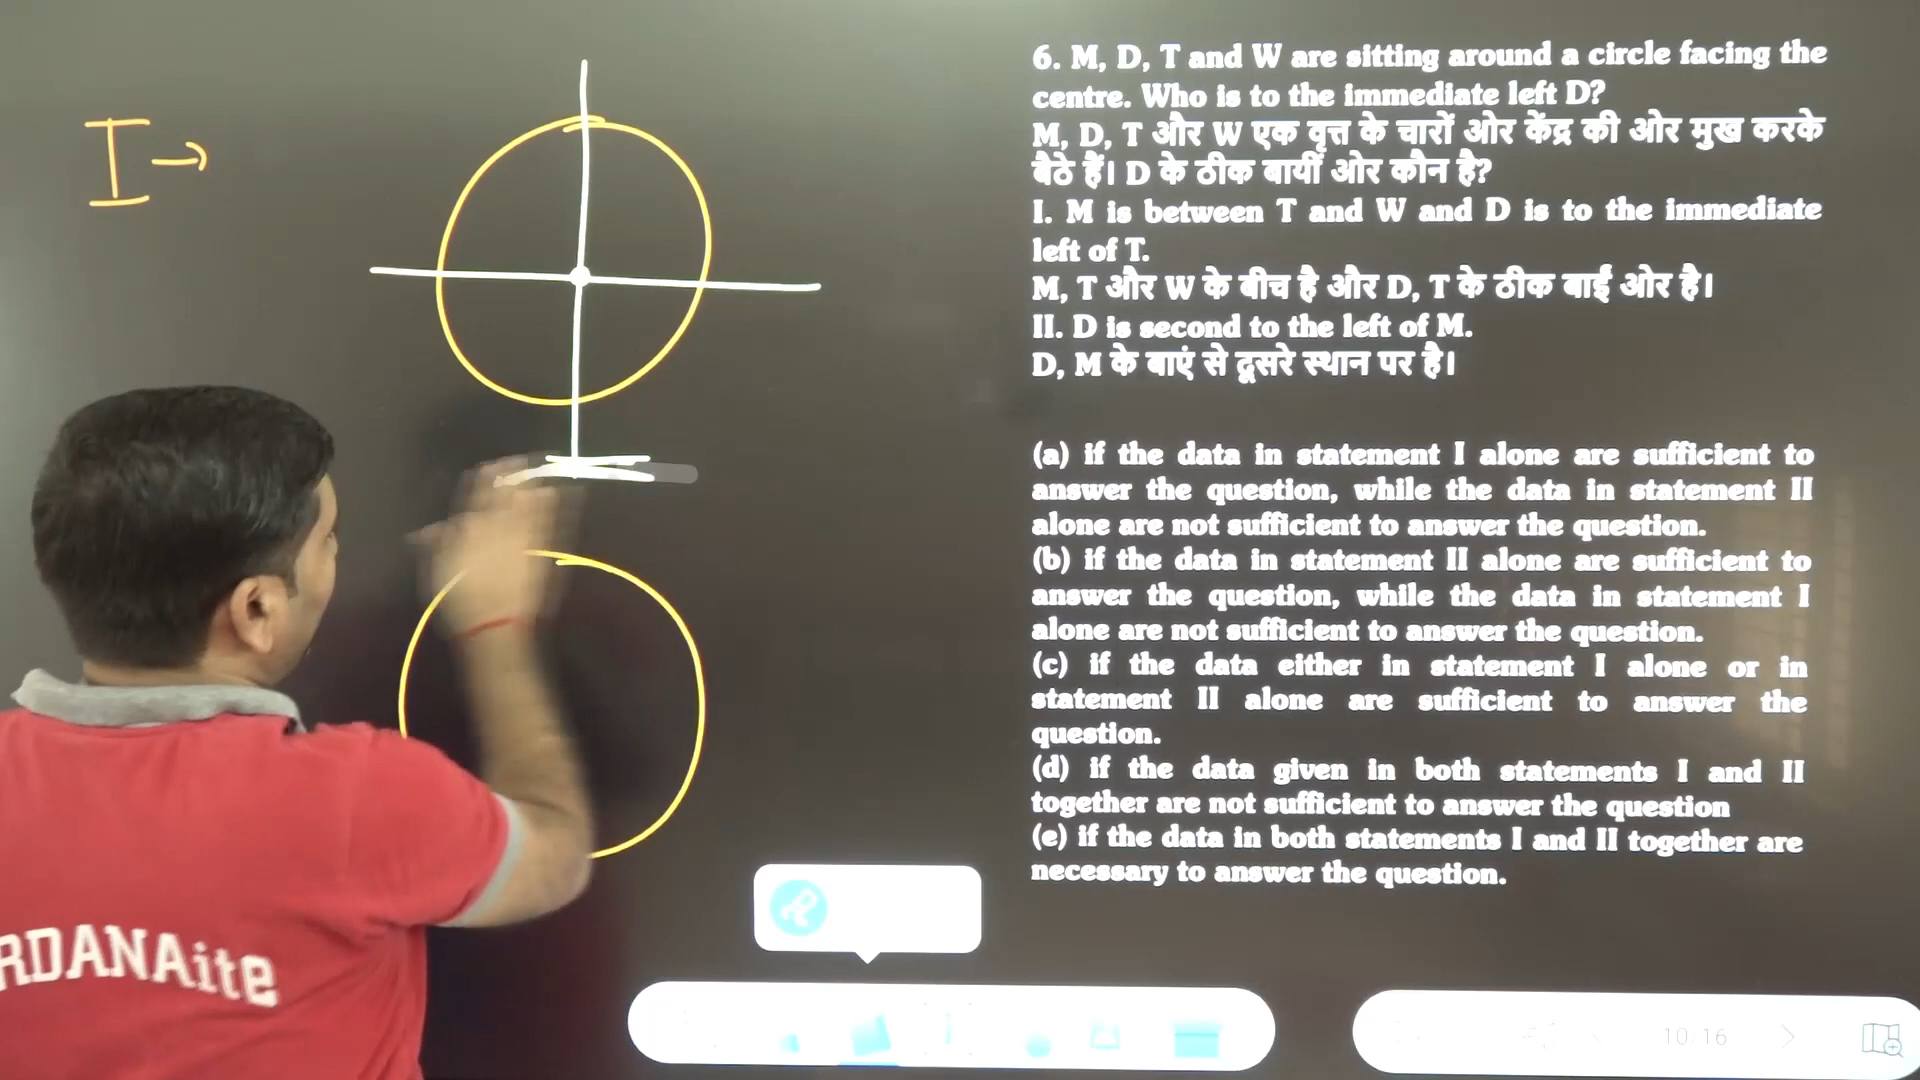 I →
6. M, D, T and W are sitting around a circle facing the
centre. Who is to the immediate left D?
M, D, T और W एक वृत्त के चारों ओर केंद्र की ओर मुख करके
बैठे हैं। D के ठीक बायीं ओर कौन है?
I. M is between T and W and D is to the immediate
left of T.
M, T और W के बीच है और D, T के ठीक बाईं ओर है।
II. D is second to the left of M.
D, M के बाएं से दूसरे स्थान पर है।
(a) if the data in statement I alone are sufficient to
answer the question, while the data in statement II
alone are not sufficient to answer the question.
(b) if the data in statement II alone are sufficient to
answer the question, while the data in statement I
alone are not sufficient to answer the question.
(c) if the data either in statement I alone or in
statement II alone are sufficient to answer the
question.
(d) if the data given in both statements I and II
together are not sufficient to answer the question
(e) if the data in both statements I and II together are
necessary to answer the question.
RDANAite
10/16